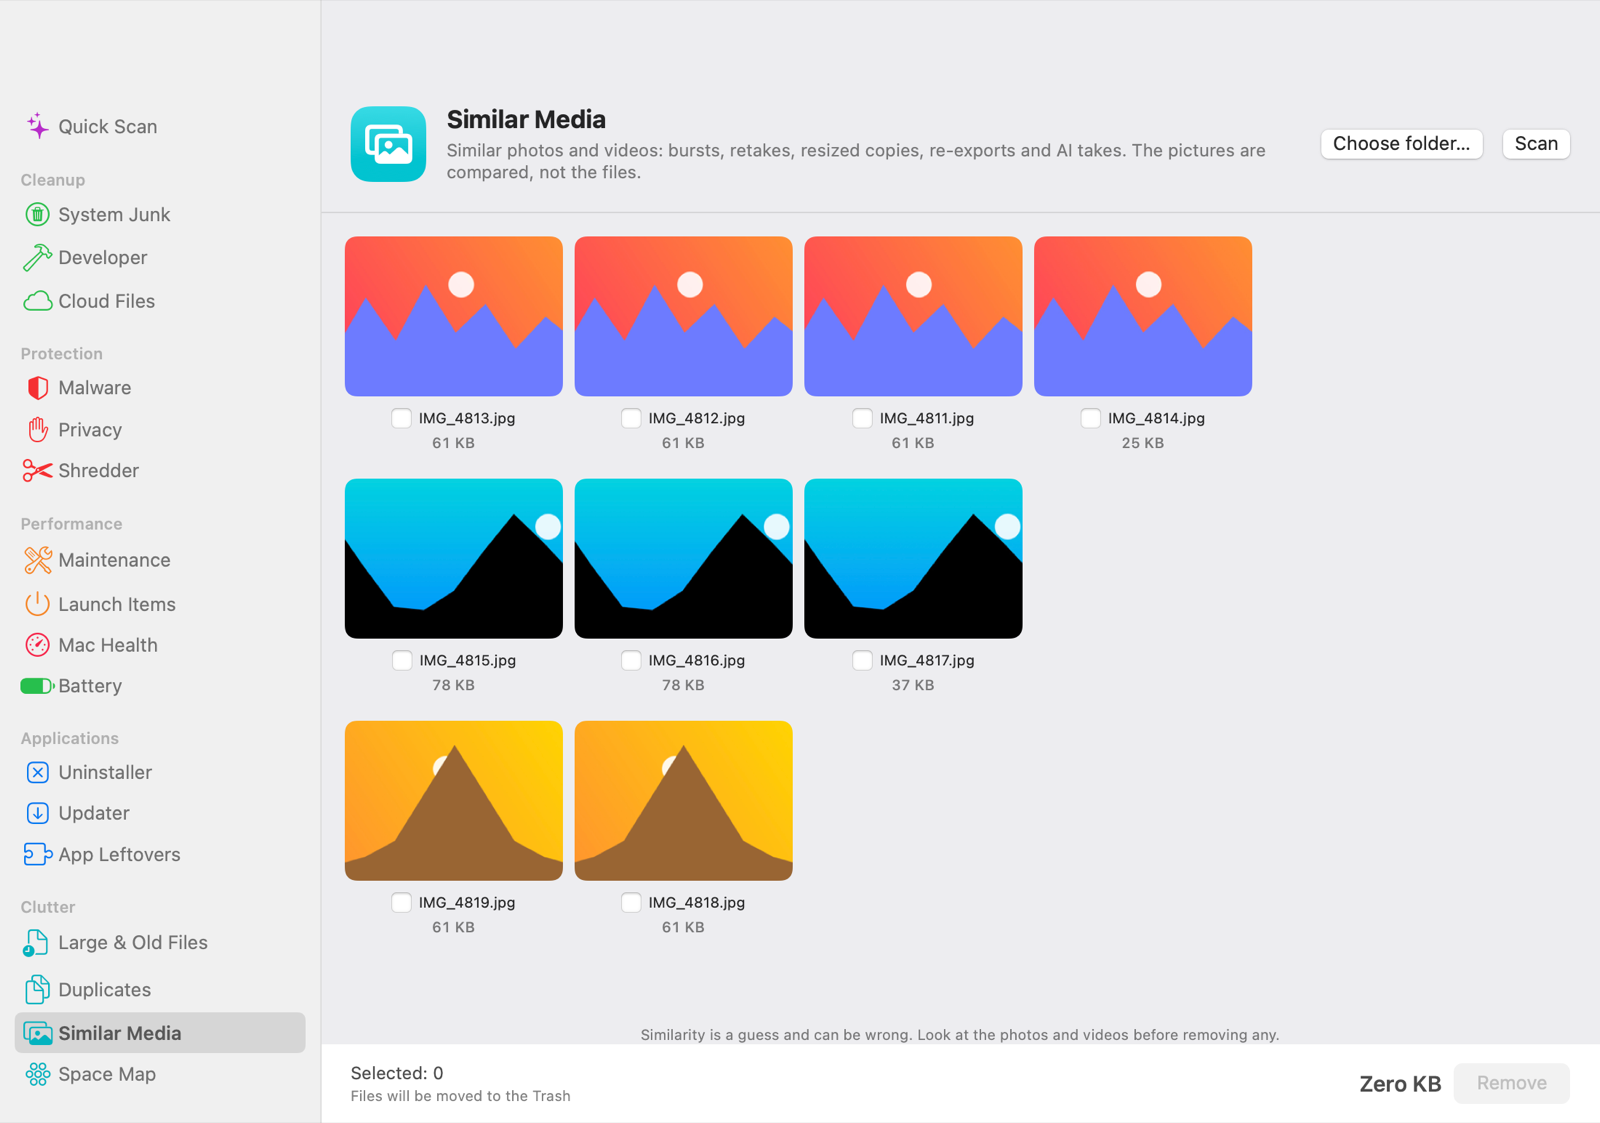 Quick Scan
Cleanup
System Junk
Developer
Cloud Files
Protection
Malware
Privacy
Shredder
Performance
Maintenance
Launch Items
Mac Health
Battery
Applications
Uninstaller
Updater
App Leftovers
Clutter
Large & Old Files
Duplicates
Similar Media
Space Map
Similar Media
Similar photos and videos: bursts, retakes, resized copies, re-exports and AI takes. The pictures are
compared, not the files.
Choose folder...
Scan
IMG_4813.jpg
61 KB
IMG_4812.jpg
61 KB
IMG_4811.jpg
61 KB
IMG_4814.jpg
25 KB
IMG_4815.jpg
78 KB
IMG_4816.jpg
78 KB
IMG_4817.jpg
37 KB
IMG_4819.jpg
61 KB
IMG_4818.jpg
61 KB
Similarity is a guess and can be wrong. Look at the photos and videos before removing any.
Selected: 0
Files will be moved to the Trash
Zero KB
Remove